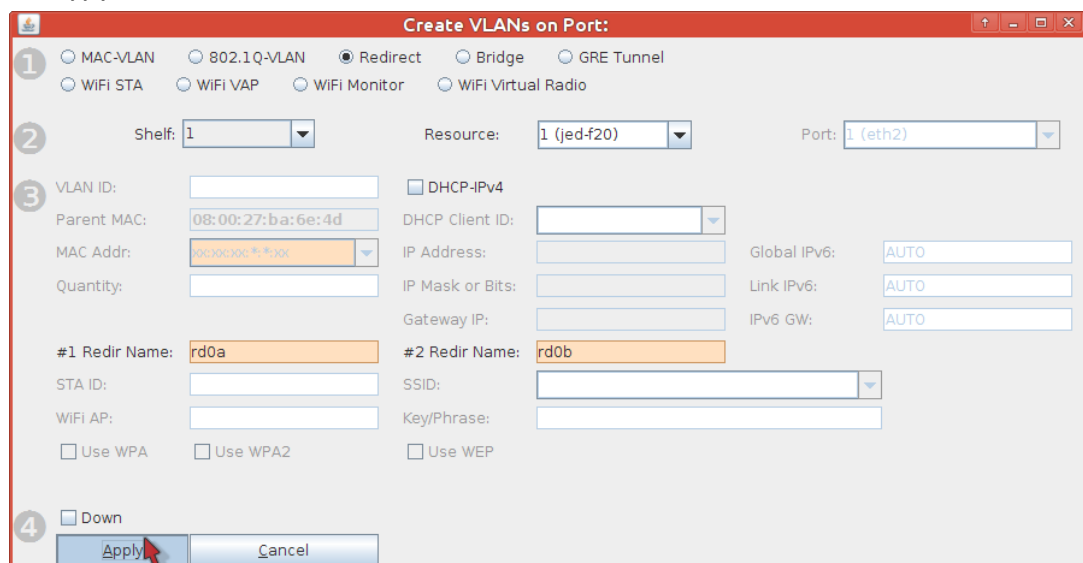 Create VLANs on Port:
1 MAC-VLAN 802.1Q-VLAN Redirect Bridge GRE Tunnel
WiFi STA WiFi VAP WiFi Monitor WiFi Virtual Radio
2 Shelf: 1 Resource: 1 (jed-f20) Port: 1 (eth2)
3 VLAN ID: DHCP-IPv4
Parent MAC: 08:00:27:ba:6e:4d DHCP Client ID:
MAC Addr: xx:xx:xx:*:*:xx IP Address: Global IPv6: AUTO
Quantity: IP Mask or Bits: Link IPv6: AUTO
Gateway IP: IPv6 GW: AUTO
#1 Redir Name: rd0a #2 Redir Name: rd0b
STA ID: SSID:
WiFi AP: Key/Phrase:
Use WPA Use WPA2 Use WEP
4 Down
Apply Cancel